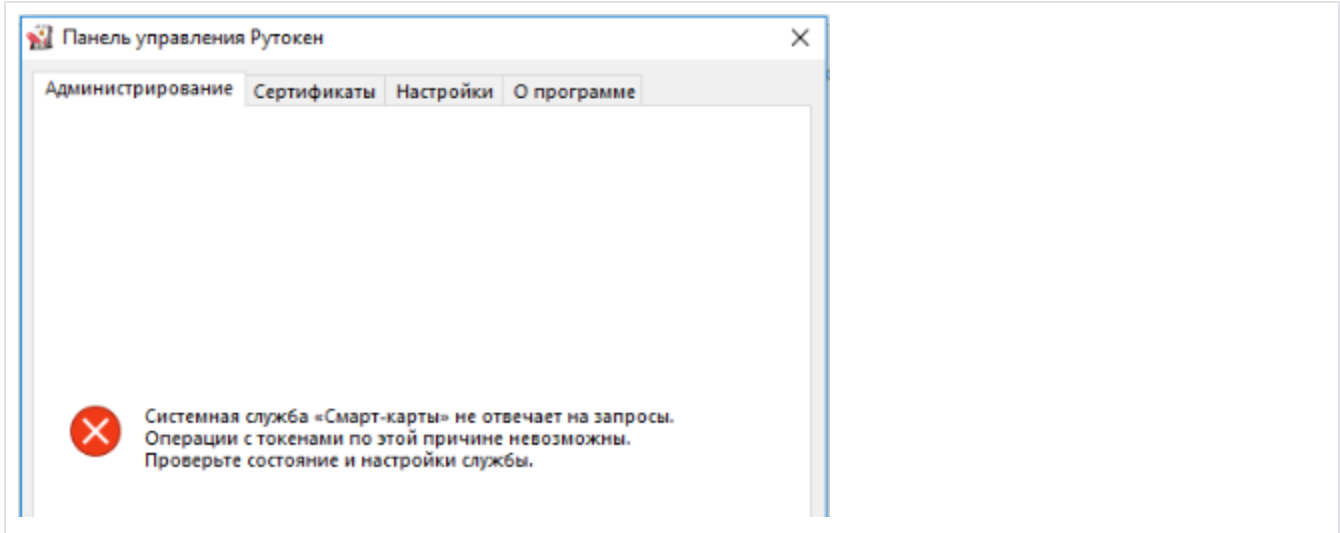 Панель управления Рутокен
Администрирование Сертификаты Настройки О программе
Системная служба «Смарт-карты» не отвечает на запросы.
Операции с токенами по этой причине невозможны.
Проверьте состояние и настройки службы.